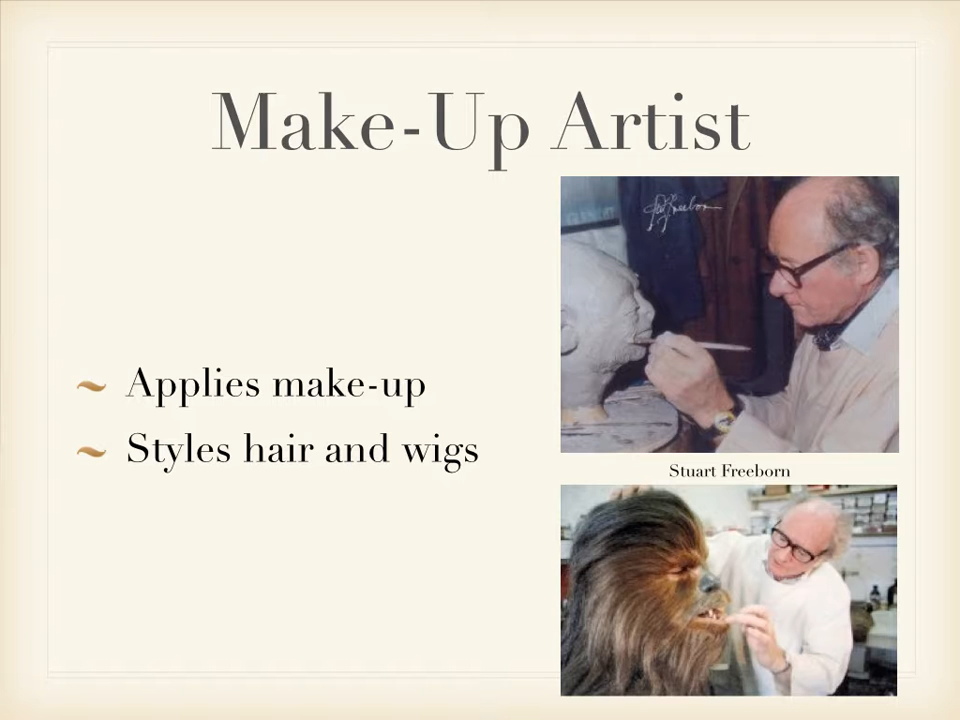 Make-Up Artist
Applies make-up
Styles hair and wigs
Stuart Freeborn